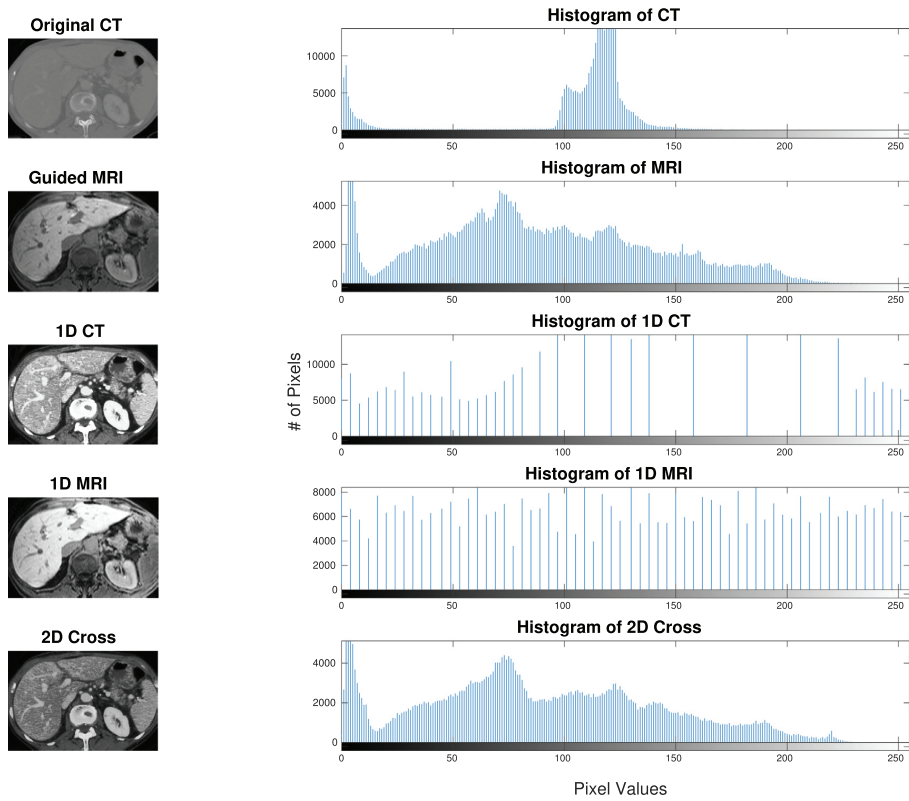 Original CT
Histogram of CT
10000
5000
0
0 50 100 150 200 250
Guided MRI
Histogram of MRI
4000
2000
0
0 50 100 150 200 250
1D CT
Histogram of 1D CT
10000
5000
0
0 50 100 150 200 250
# of Pixels
1D MRI
Histogram of 1D MRI
8000
6000
4000
2000
0
0 50 100 150 200 250
2D Cross
Histogram of 2D Cross
4000
2000
0
0 50 100 150 200 250
Pixel Values